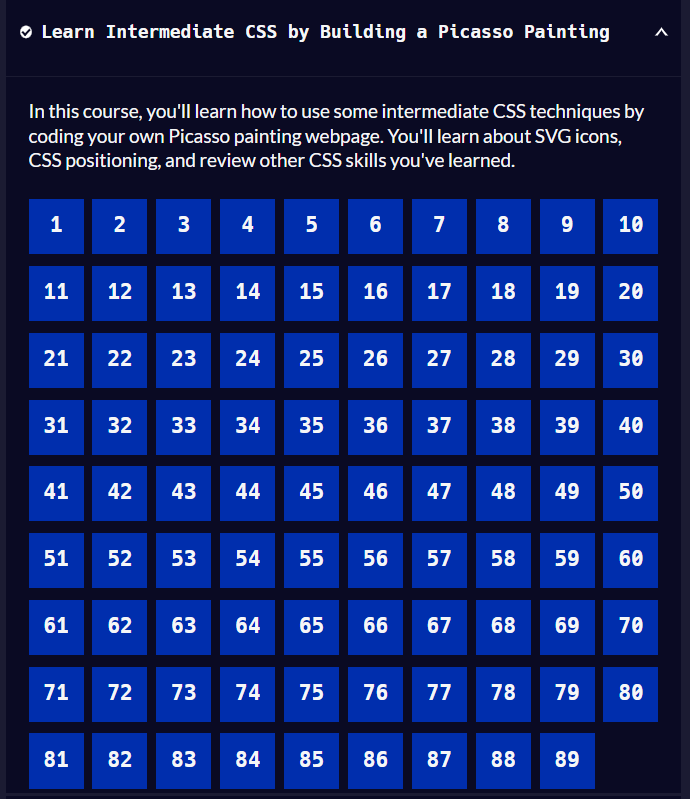 Learn Intermediate CSS by Building a Picasso Painting
In this course, you'll learn how to use some intermediate CSS techniques by
coding your own Picasso painting webpage. You'll learn about SVG icons,
CSS positioning, and review other CSS skills you've learned.
1 2 3 4 5 6 7 8 9 10
11 12 13 14 15 16 17 18 19 20
21 22 23 24 25 26 27 28 29 30
31 32 33 34 35 36 37 38 39 40
41 42 43 44 45 46 47 48 49 50
51 52 53 54 55 56 57 58 59 60
61 62 63 64 65 66 67 68 69 70
71 72 73 74 75 76 77 78 79 80
81 82 83 84 85 86 87 88 89